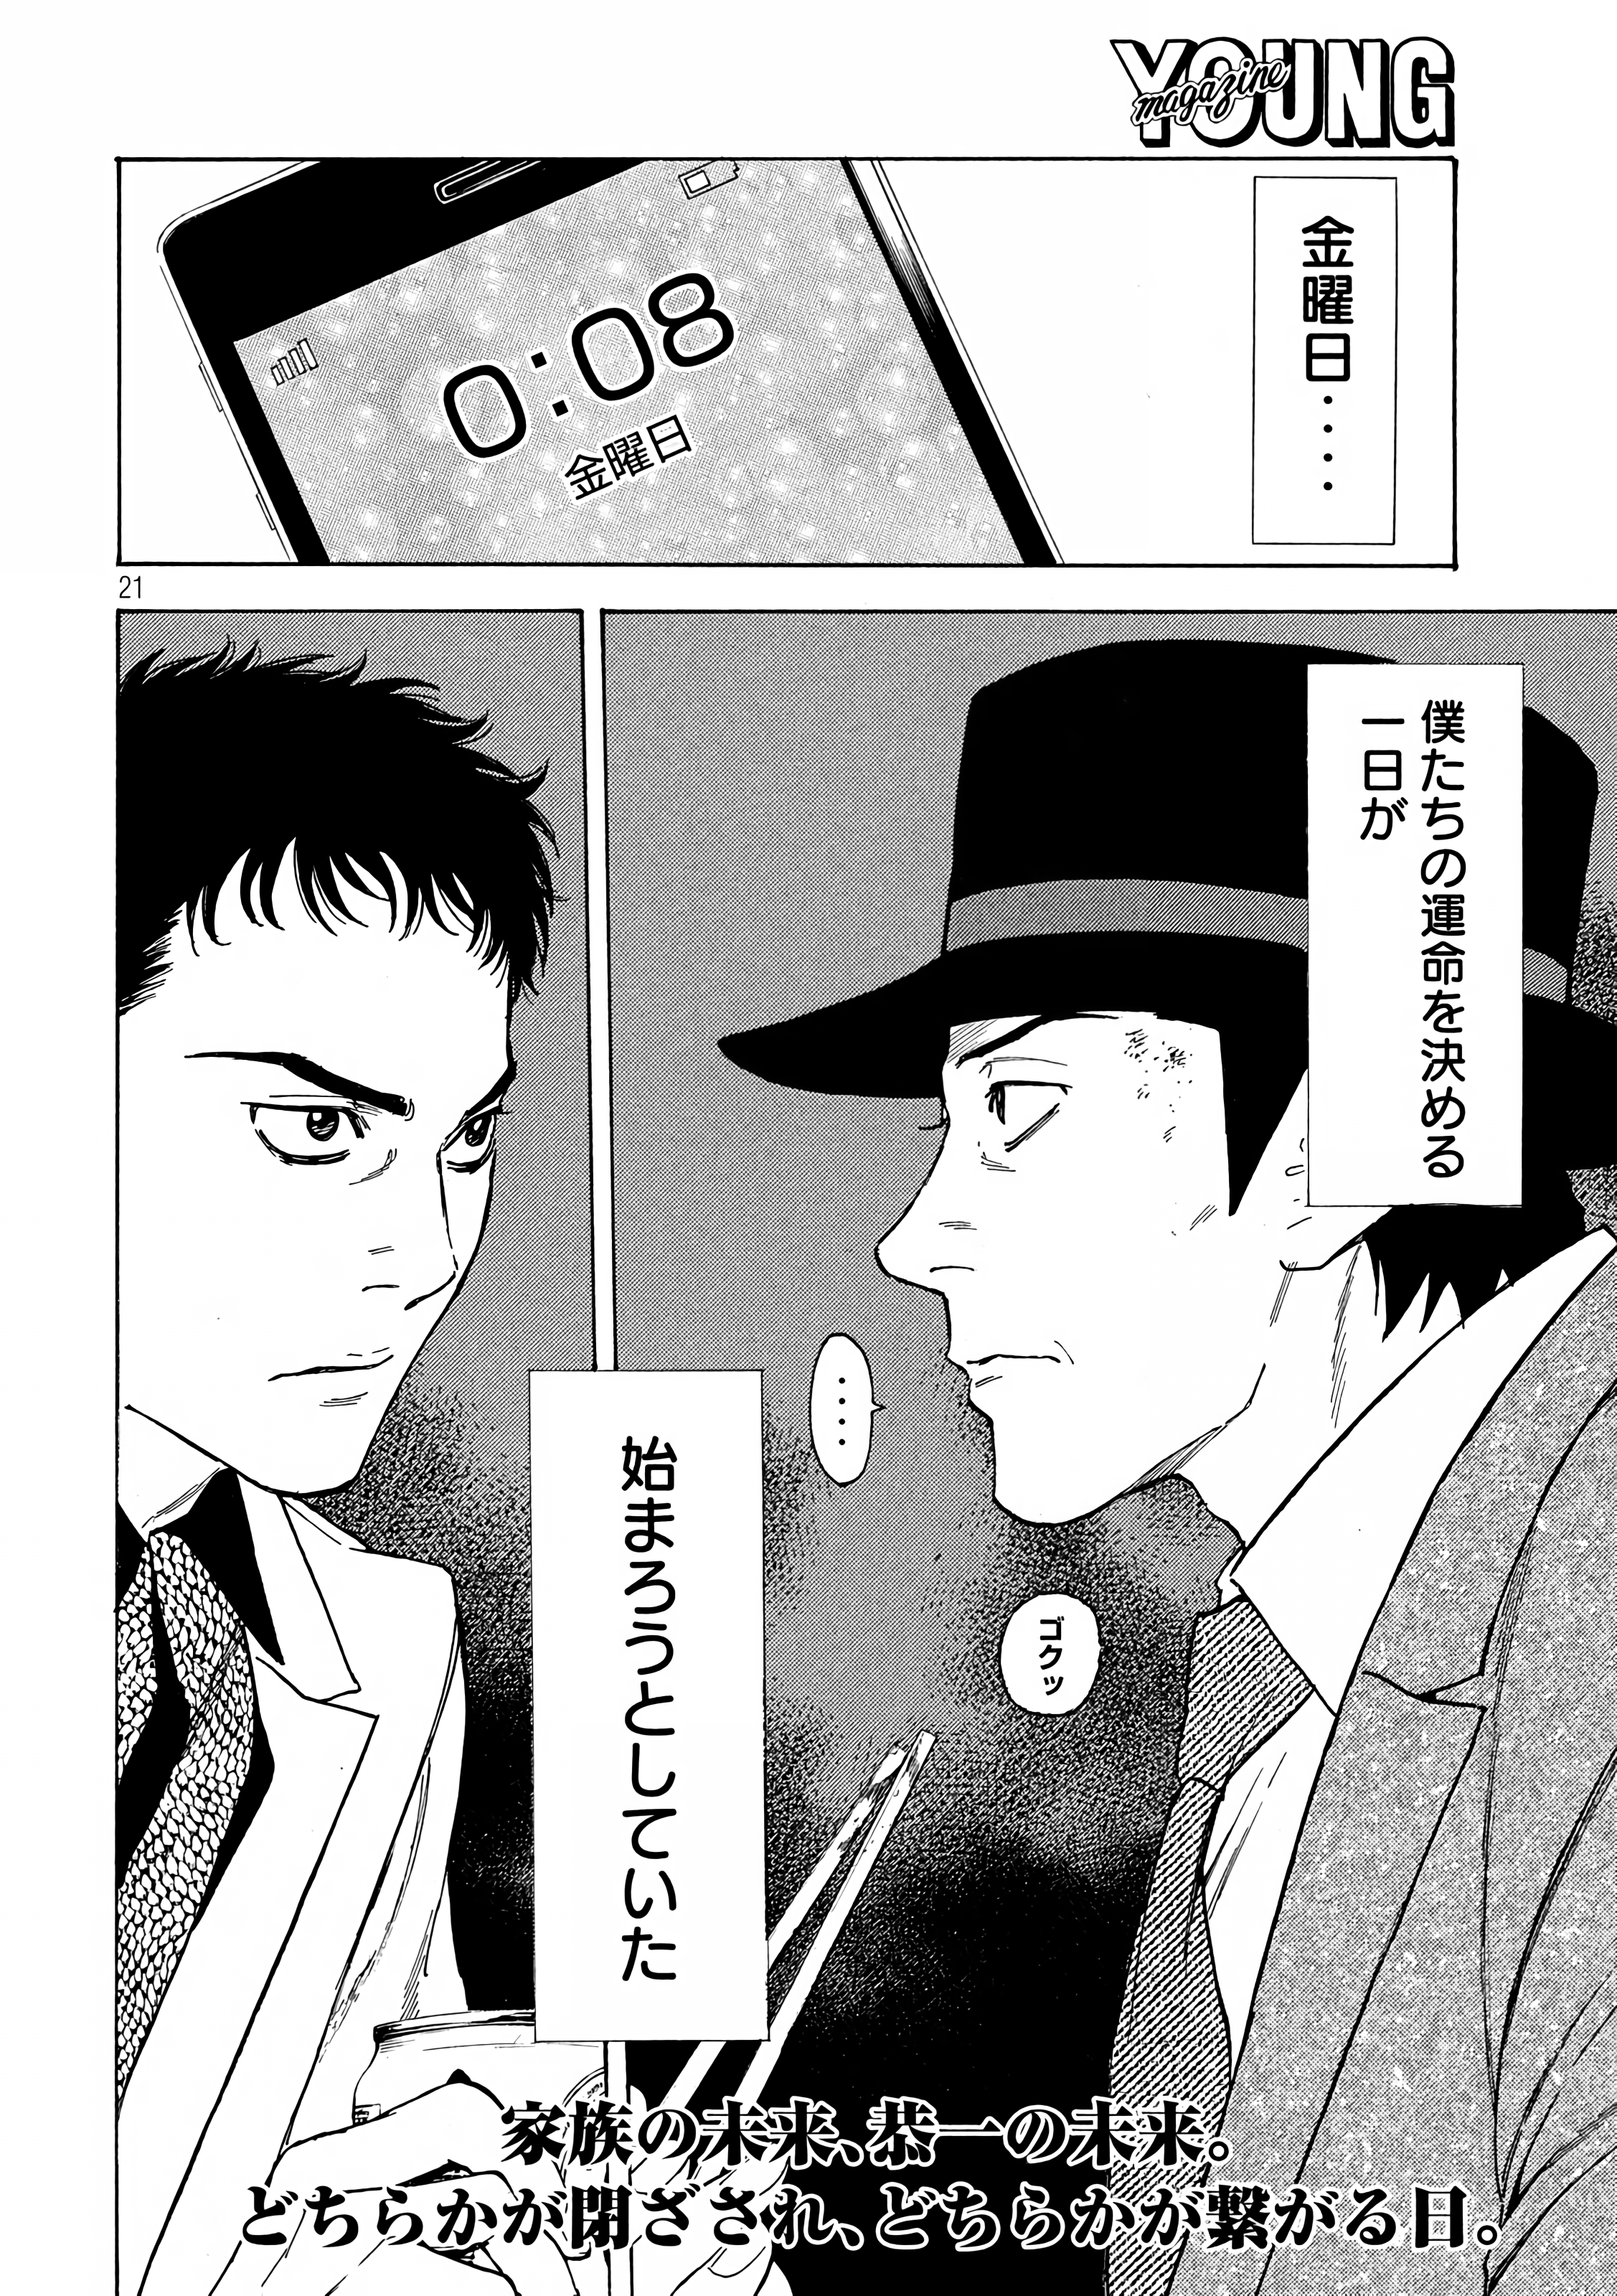 YOUNG
magazine
金曜日‥‥
0:08
金曜日
21
僕たちの運命を決める
一日が
‥‥
ゴクッ
始まろうとしていた
家族の未来、恭一の未来。
どちらかが閉ざされ、どちらかが繋がる日。